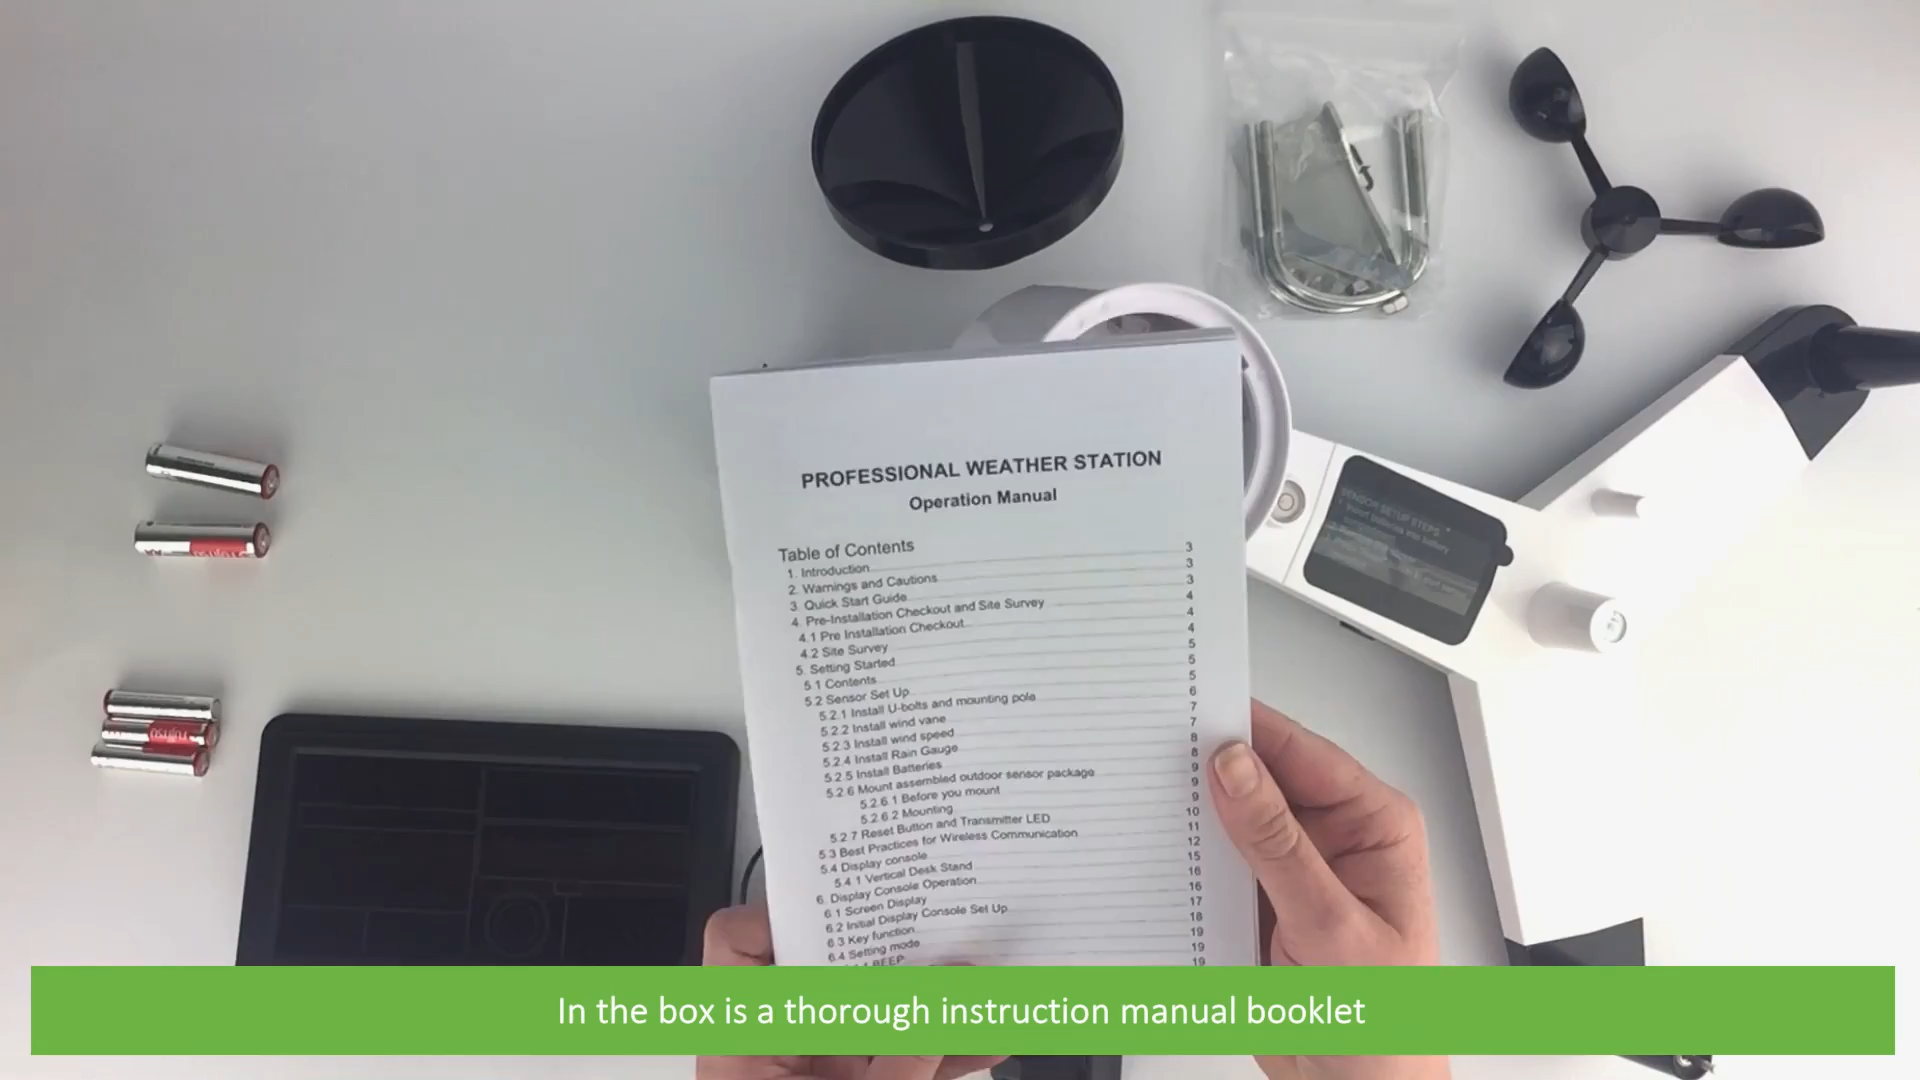 PROFESSIONAL WEATHER STATION
Operation Manual
Table of Contents
1. Introduction 3
2. Warnings and Cautions 3
3. Quick Start Guide 3
4. Pre-Installation Checkout and Site Survey 4
4.1 Pre Installation Checkout 4
4.2 Site Survey 4
5. Setting Started 5
5.1 Contents 5
5.2 Sensor Set Up 5
5.2.1 Install U-bolts and mounting pole 6
5.2.2 Install wind vane 7
5.2.3 Install wind speed 7
5.2.4 Install Rain Gauge 8
5.2.5 Install Batteries 8
5.2.6 Mount assembled outdoor sensor package 9
5.2.6.1 Before you mount 9
5.2.6.2 Mounting 9
5.2.7 Reset Button and Transmitter LED 10
5.3 Best Practices for Wireless Communication 11
5.4 Display console 12
5.4.1 Vertical Desk Stand 15
6. Display Console Operation 16
6.1 Screen Display 16
6.2 Initial Display Console Set Up 17
6.3 Key function 18
6.4 Setting mode 19
BEEP 19
19
SENSOR SETUP STEPS
Insert batteries into battery
In the box is a thorough instruction manual booklet